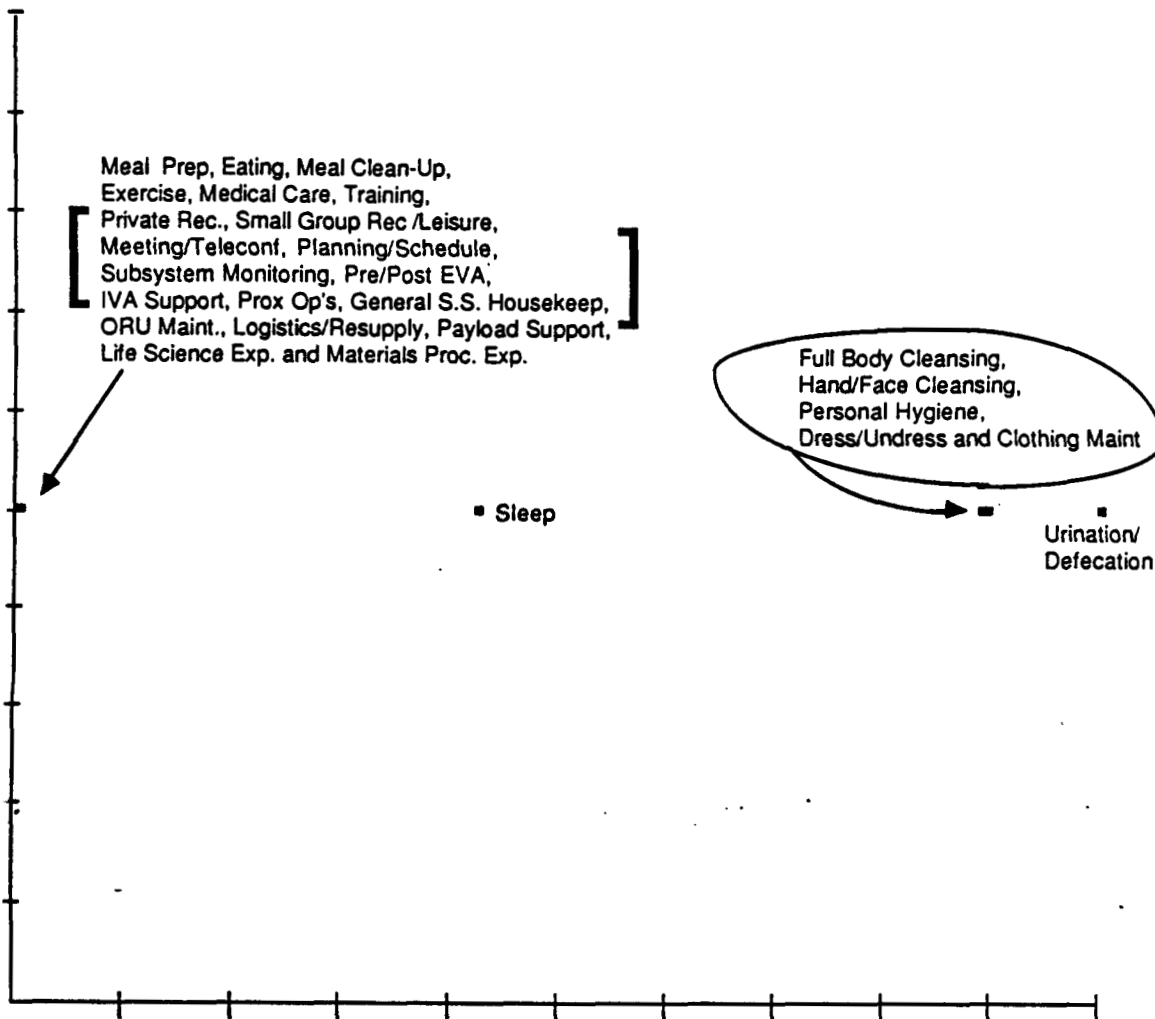 Meal Prep, Eating, Meal Clean-Up,
Exercise, Medical Care, Training,
Private Rec., Small Group Rec /Leisure,
Meeting/Teleconf, Planning/Schedule,
Subsystem Monitoring, Pre/Post EVA,
IVA Support, Prox Op's, General S.S. Housekeep,
ORU Maint., Logistics/Resupply, Payload Support,
Life Science Exp. and Materials Proc. Exp.
Full Body Cleansing,
Hand/Face Cleansing,
Personal Hygiene,
Dress/Undress and Clothing Maint
Sleep
Urination/
Defecation